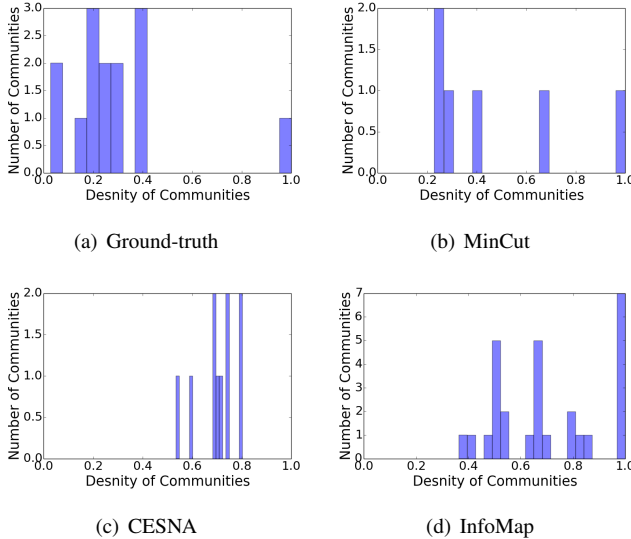 3.0
2.5
2.0
1.5
1.0
0.5
0.0
Number of Communities
0.0 0.2 0.4 0.6 0.8 1.0
Desnity of Communities
(a) Ground-truth
2.0
1.5
1.0
0.5
0.0
Number of Communities
0.0 0.2 0.4 0.6 0.8 1.0
Desnity of Communities
(b) MinCut
2.0
1.5
1.0
0.5
0.0
Number of Communities
0.0 0.2 0.4 0.6 0.8 1.0
Desnity of Communities
(c) CESNA
7
6
5
4
3
2
1
0
Number of Communities
0.0 0.2 0.4 0.6 0.8 1.0
Desnity of Communities
(d) InfoMap